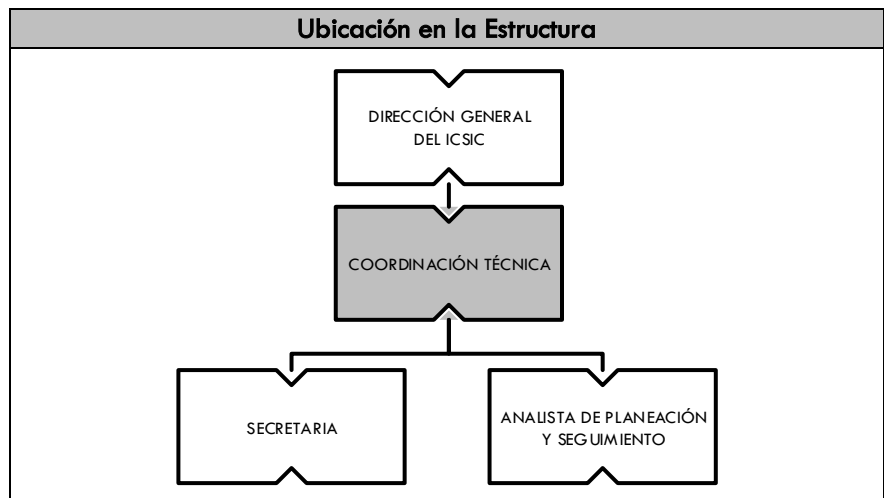 Ubicación en la Estructura
DIRECCIÓN GENERAL
DEL ICSIC
COORDINACIÓN TÉCNICA
SECRETARIA
ANALISTA DE PLANEACIÓN
Y SEGUIMIENTO